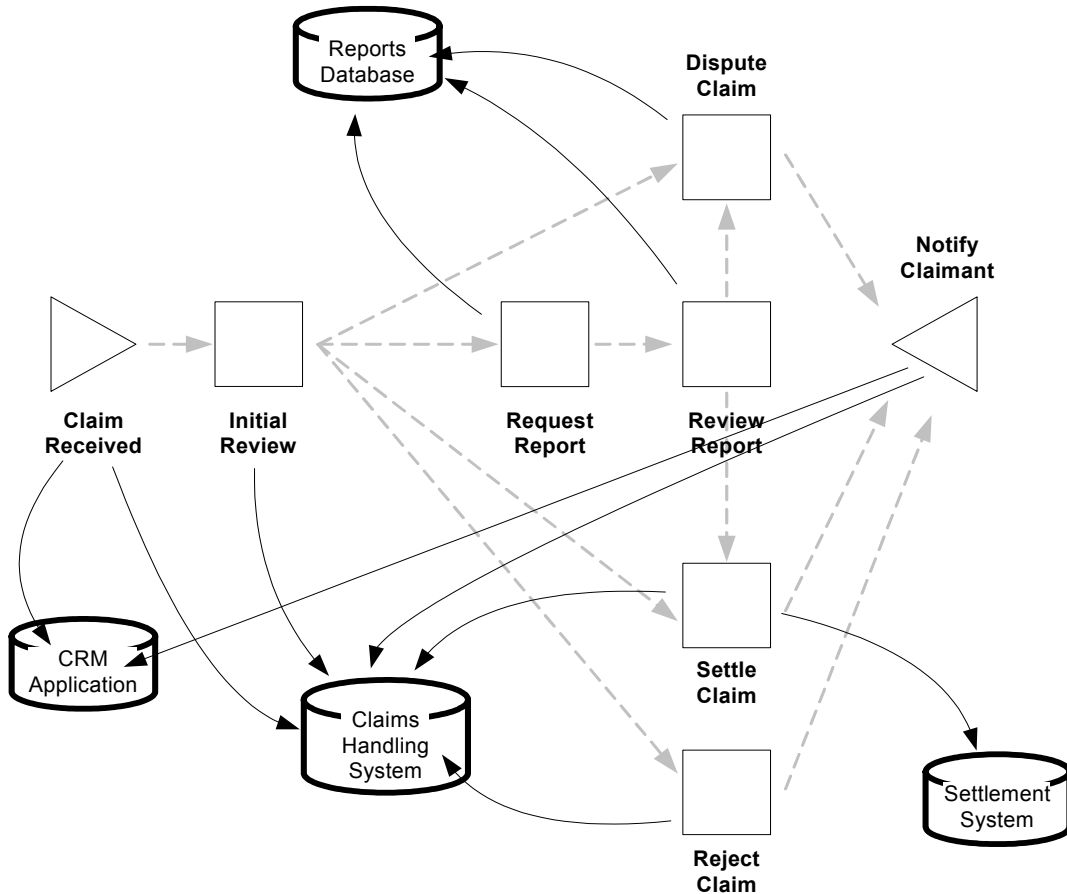 Reports
Database
Dispute
Claim
Notify
Claimant
Claim
Received
Initial
Review
Request
Report
Review
Report
CRM
Application
Settle
Claim
Claims
Handling
System
Settlement
System
Reject
Claim